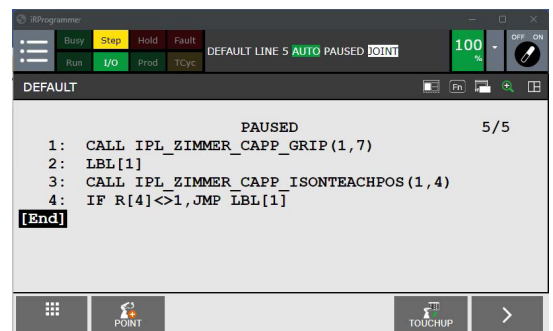 iRProgrammer
Busy Step Hold Fault
Run I/O Prod TCyc
DEFAULT LINE 5 AUTO PAUSED JOINT
100
%
OFF ON
DEFAULT
Fn
PAUSED 5/5
1: CALL IPL_ZIMMER_CAPP_GRIP(1,7)
2: LBL[1]
3: CALL IPL_ZIMMER_CAPP_ISONTEACHPOS(1,4)
4: IF R[4]<>1,JMP LBL[1]
[End]
POINT
TOUCHUP